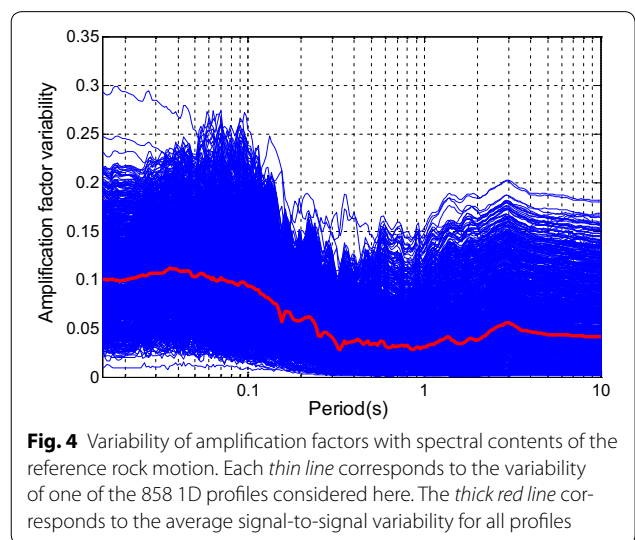 0.35
0.3
0.25
0.2
0.15
0.1
0.05
0
Amplification factor variability
0.1 1 10
Period(s)
Fig. 4 Variability of amplification factors with spectral contents of the
reference rock motion. Each thin line corresponds to the variability
of one of the 858 1D profiles considered here. The thick red line cor-
responds to the average signal-to-signal variability for all profiles